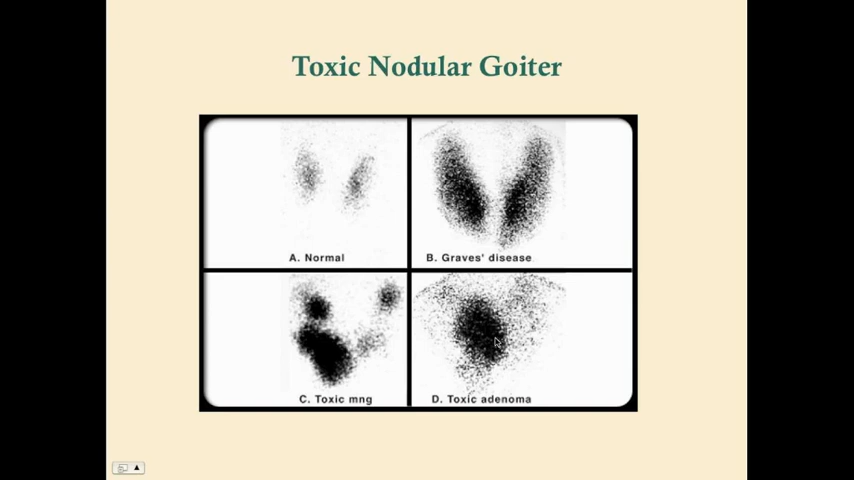 Toxic Nodular Goiter
A. Normal
B. Graves' disease
C. Toxic mng
D. Toxic adenoma